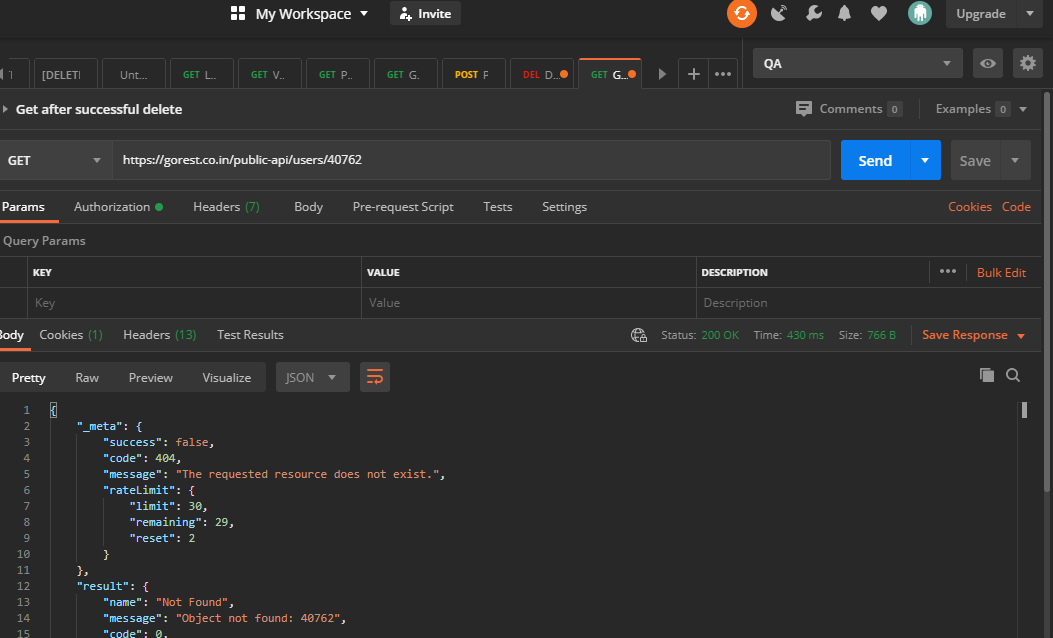 My Workspace Invite Upgrade
[DELETI Unt... GET L.. GET V.. GET P.. GET G. POST F DEL D... GET G... QA
Get after successful delete Comments 0 Examples 0
GET https://gorest.co.in/public-api/users/40762 Send Save
Params Authorization Headers (7) Body Pre-request Script Tests Settings Cookies Code
Query Params
KEY VALUE DESCRIPTION Bulk Edit
Key Value Description
Body Cookies (1) Headers (13) Test Results Status: 200 OK Time: 430 ms Size: 766 B Save Response
Pretty Raw Preview Visualize JSON
1 {
2 "_meta": {
3 "success": false,
4 "code": 404,
5 "message": "The requested resource does not exist.",
6 "rateLimit": {
7 "limit": 30,
8 "remaining": 29,
9 "reset": 2
10 }
11 },
12 "result": {
13 "name": "Not Found",
14 "message": "Object not found: 40762",
15 "code": 0,